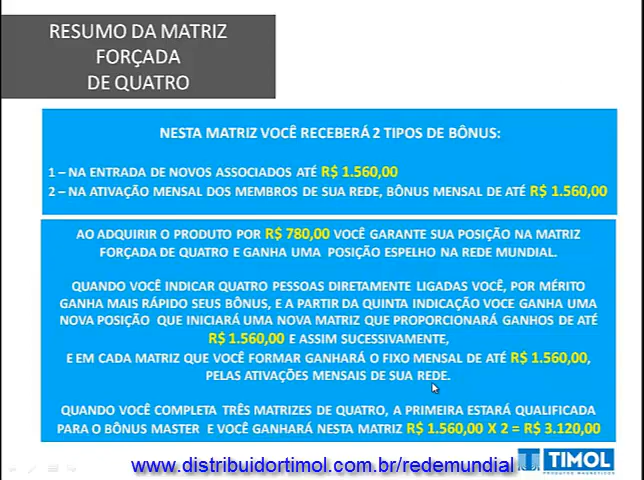 RESUMO DA MATRIZ
FORÇADA
DE QUATRO
NESTA MATRIZ VOCÊ RECEBERÁ 2 TIPOS DE BÔNUS:
1 – NA ENTRADA DE NOVOS ASSOCIADOS ATÉ R$ 1.560,00
2 – NA ATIVAÇÃO MENSAL DOS MEMBROS DE SUA REDE, BÔNUS MENSAL DE ATÉ R$ 1.560,00
AO ADQUIRIR O PRODUTO POR R$ 780,00 VOCÊ GARANTE SUA POSIÇÃO NA MATRIZ
FORÇADA DE QUATRO E GANHA UMA POSIÇÃO ESPELHO NA REDE MUNDIAL.
QUANDO VOCÊ INDICAR QUATRO PESSOAS DIRETAMENTE LIGADAS VOCÊ, POR MÉRITO
GANHA MAIS RÁPIDO SEUS BÔNUS, E A PARTIR DA QUINTA INDICAÇÃO VOCE GANHA UMA
NOVA POSIÇÃO QUE INICIARÁ UMA NOVA MATRIZ QUE PROPORCIONARÁ GANHOS DE ATÉ
R$ 1.560,00 E ASSIM SUCESSIVAMENTE,
E EM CADA MATRIZ QUE VOCÊ FORMAR GANHARÁ O FIXO MENSAL DE ATÉ R$ 1.560,00,
PELAS ATIVAÇÕES MENSAIS DE SUA REDE.
QUANDO VOCÊ COMPLETA TRÊS MATRIZES DE QUATRO, A PRIMEIRA ESTARÁ QUALIFICADA
PARA O BÔNUS MASTER E VOCÊ GANHARÁ NESTA MATRIZ R$ 1.560,00 X 2 = R$ 3.120,00
www.distribuidortimol.com.br/redemundial
TIMOL
PRODUTOS MAGNÉTICOS